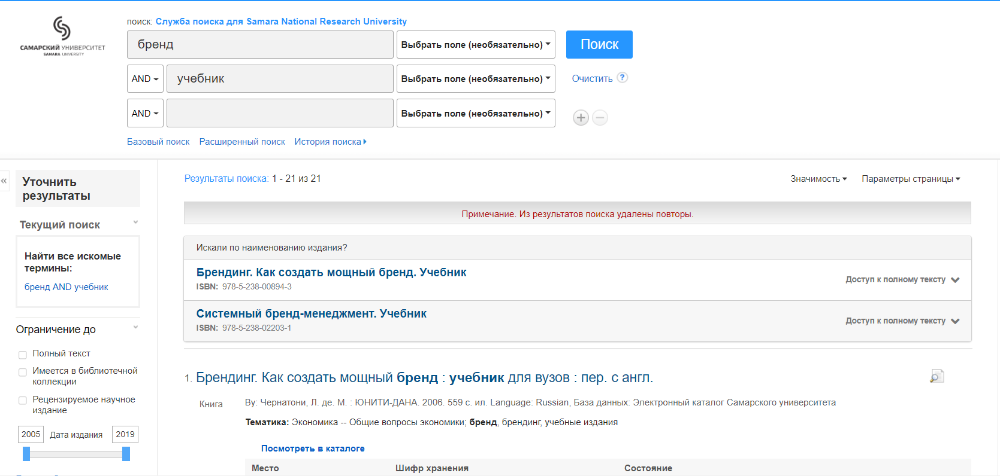 САМАРСКИЙ УНИВЕРСИТЕТ
SAMARA UNIVERSITY
поиск: Служба поиска для Samara National Research University
бренд
Выбрать поле (необязательно)
Поиск
AND
учебник
Выбрать поле (необязательно)
Очистить ?
AND
Выбрать поле (необязательно)
Базовый поиск Расширенный поиск История поиска
«
Уточнить
результаты
Текущий поиск
Найти все искомые
термины:
бренд AND учебник
Ограничение до
Полный текст
Имеется в библиотечной
коллекции
Рецензируемое научное
издание
2005 Дата издания 2019
Результаты поиска: 1 - 21 из 21
Значимость Параметры страницы
Примечание. Из результатов поиска удалены повторы.
Искали по наименованию издания?
Брендинг. Как создать мощный бренд. Учебник
ISBN: 978-5-238-00894-3
Доступ к полному тексту
Системный бренд-менеджмент. Учебник
ISBN: 978-5-238-02203-1
Доступ к полному тексту
1. Брендинг. Как создать мощный бренд : учебник для вузов : пер. с англ.
Книга
By: Чернатони, Л. де. М. : ЮНИТИ-ДАНА. 2006. 559 с. ил. Language: Russian, База данных: Электронный каталог Самарского университета
Тематика: Экономика -- Общие вопросы экономики; бренд, брендинг, учебные издания
Посмотреть в каталоге
Место Шифр хранения Состояние